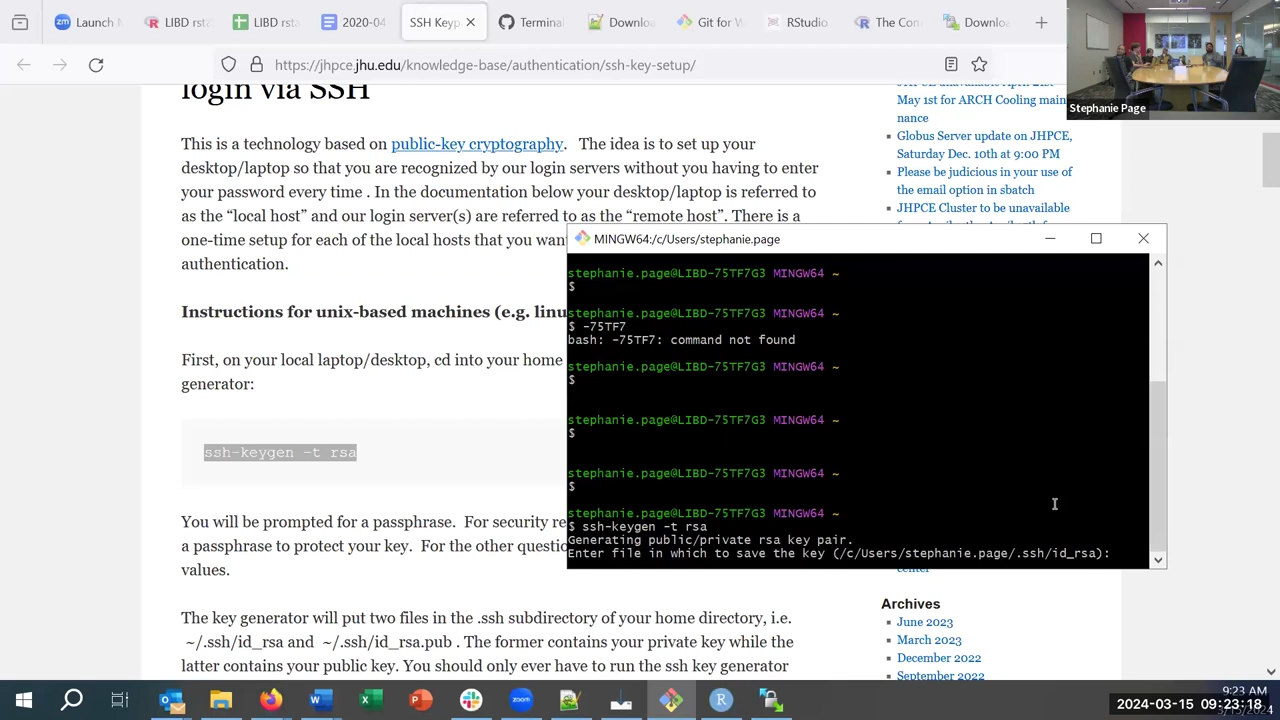 Launch M
LIBD rsta
LIBD rsta
2020-04
SSH Keyp
Terminal
Downloa
Git for W
RStudio
The Con
Downloa
https://jhpce.jhu.edu/knowledge-base/authentication/ssh-key-setup/
Stephanie Page
login via SSH
This is a technology based on public-key cryptography.   The idea is to set up your
desktop/laptop so that you are recognized by our login servers without you having to enter
your password every time . In the documentation below your desktop/laptop is referred to
as the “local host” and our login server(s) are referred to as the “remote host”. There is a
one-time setup for each of the local hosts that you wan
authentication.
Instructions for unix-based machines (e.g. linu
First, on your local laptop/desktop, cd into your home
generator:
ssh-keygen -t rsa
You will be prompted for a passphrase.  For security re
a passphrase to protect your key.  For the other questio
values.
The key generator will put two files in the .ssh subdirectory of your home directory, i.e.
~/.ssh/id_rsa and  ~/.ssh/id_rsa.pub . The former contains your private key while the
latter contains your public key. You should only ever have to run the ssh key generator
May 1st for ARCH Cooling main
nance
Globus Server update on JHPCE,
Saturday Dec. 10th at 9:00 PM
Please be judicious in your use of
the email option in sbatch
JHPCE Cluster to be unavailable
MINGW64:/c/Users/stephanie.page
stephanie.page@LIBD-75TF7G3 MINGW64 ~
$
stephanie.page@LIBD-75TF7G3 MINGW64 ~
$ -75TF7
bash: -75TF7: command not found
stephanie.page@LIBD-75TF7G3 MINGW64 ~
$
stephanie.page@LIBD-75TF7G3 MINGW64 ~
$
stephanie.page@LIBD-75TF7G3 MINGW64 ~
$
stephanie.page@LIBD-75TF7G3 MINGW64 ~
$ ssh-keygen -t rsa
Generating public/private rsa key pair.
Enter file in which to save the key (/c/Users/stephanie.page/.ssh/id_rsa):
center
Archives
June 2023
March 2023
December 2022
September 2022
9:23 AM
2024-03-15 09:23:18